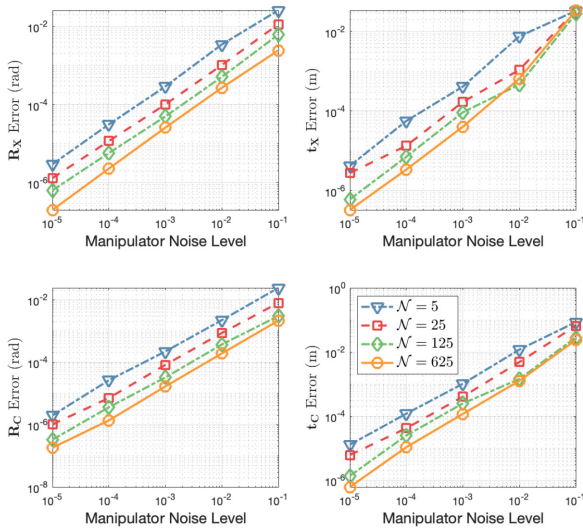 10^-2
10^-4
10^-6
R_X Error (rad)
10^-5 10^-4 10^-3 10^-2 10^-1
Manipulator Noise Level
10^-2
10^-4
10^-6
t_X Error (m)
10^-5 10^-4 10^-3 10^-2 10^-1
Manipulator Noise Level
10^-2
10^-4
10^-6
10^-8
R_C Error (rad)
10^-5 10^-4 10^-3 10^-2 10^-1
Manipulator Noise Level
10^0
10^-2
10^-4
10^-6
t_C Error (m)
𝒩 = 5
𝒩 = 25
𝒩 = 125
𝒩 = 625
10^-5 10^-4 10^-3 10^-2 10^-1
Manipulator Noise Level